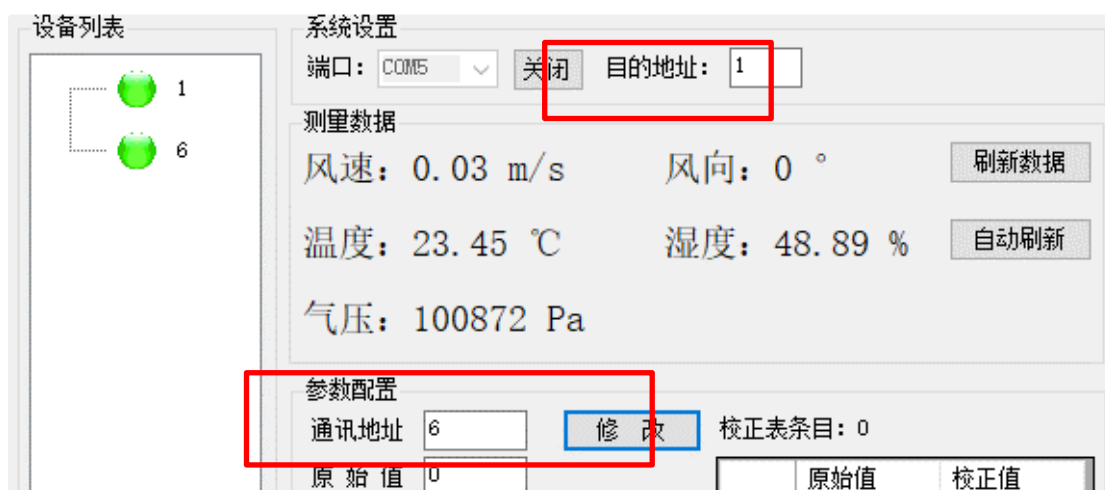 设备列表
1
6
系统设置
端口： COM5 关闭 目的地址： 1
测里数据
风速：0.03 m/s 风向：0 ° 刷新数据
温度：23.45 ℃ 湿度：48.89 % 自动刷新
气压：100872 Pa
参数配置
通讯地址 6 修 改 校正表条目：0
原 始 值 0 原始值 校正值